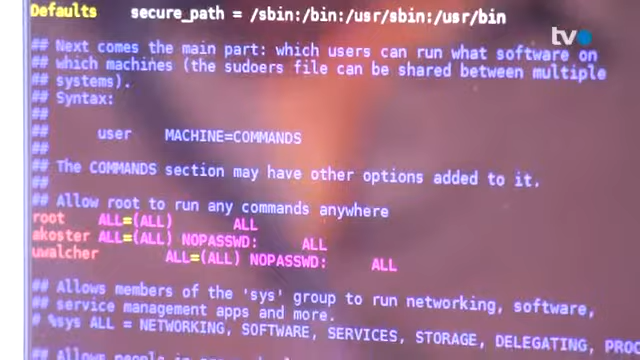 tvo
Defaults secure_path = /sbin:/bin:/usr/sbin:/usr/bin
## Next comes the main part: which users can run what software on
## which machines (the sudoers file can be shared between multiple
## systems).
## Syntax:
##
## user MACHINE=COMMANDS
##
## The COMMANDS section may have other options added to it.
##
## Allow root to run any commands anywhere
root ALL=(ALL) ALL
akoster ALL=(ALL) NOPASSWD: ALL
uwalcher ALL=(ALL) NOPASSWD: ALL
## Allows members of the 'sys' group to run networking, software,
## service management apps and more.
# %sys ALL = NETWORKING, SOFTWARE, SERVICES, STORAGE, DELEGATING, PROC
## Allows people in